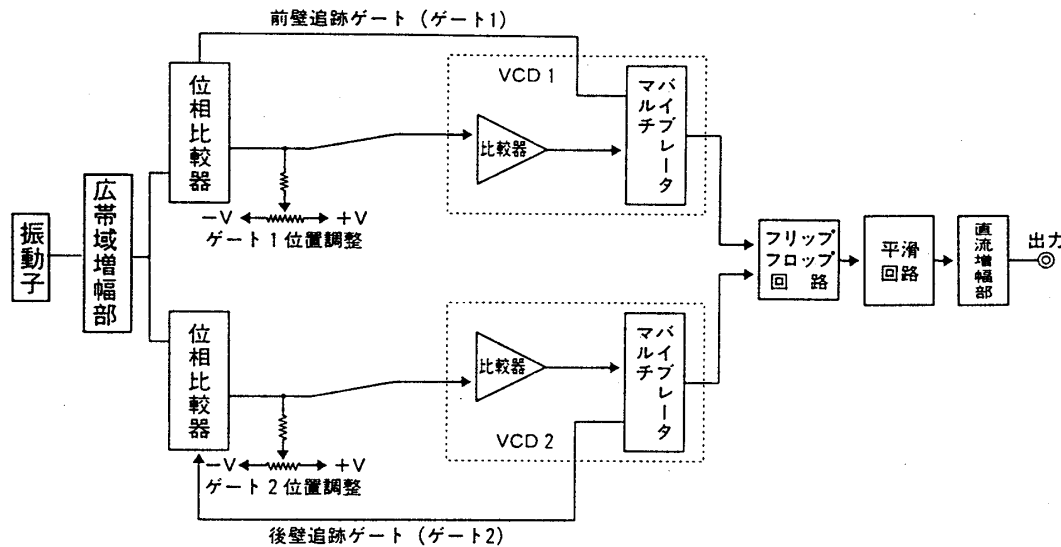 前壁追跡ゲート (ゲート1)
位相比較器
VCD 1
比較器
マルチ
バイブレータ
−V
+V
ゲート 1 位置調整
振動子
広帯域増幅部
フリップ
フロップ
回 路
平滑
回路
直流増幅部
出力
位相比較器
比較器
マルチ
バイブレータ
VCD 2
−V
+V
ゲート 2 位置調整
後壁追跡ゲート (ゲート2)